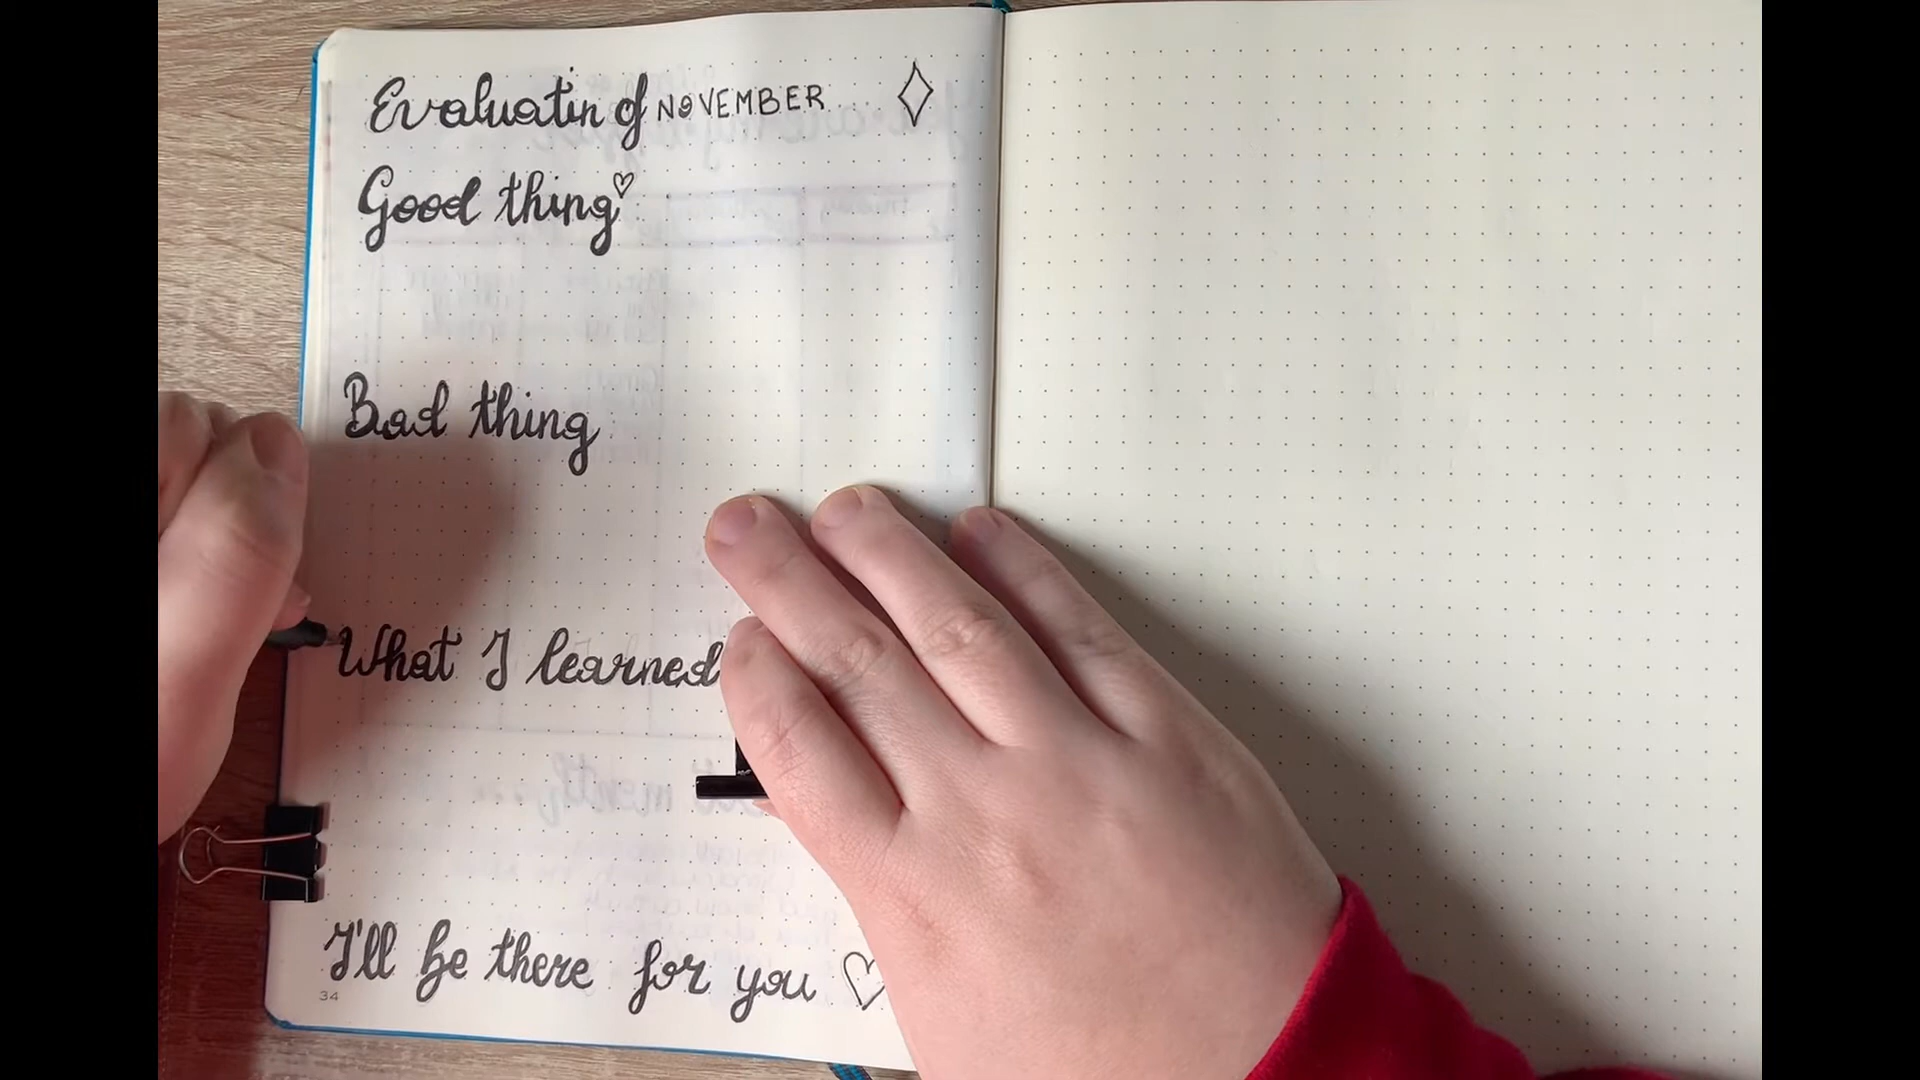 Evaluatin of NOVEMBER
Good thing
Bad thing
What I learned
I'll be there for you
34